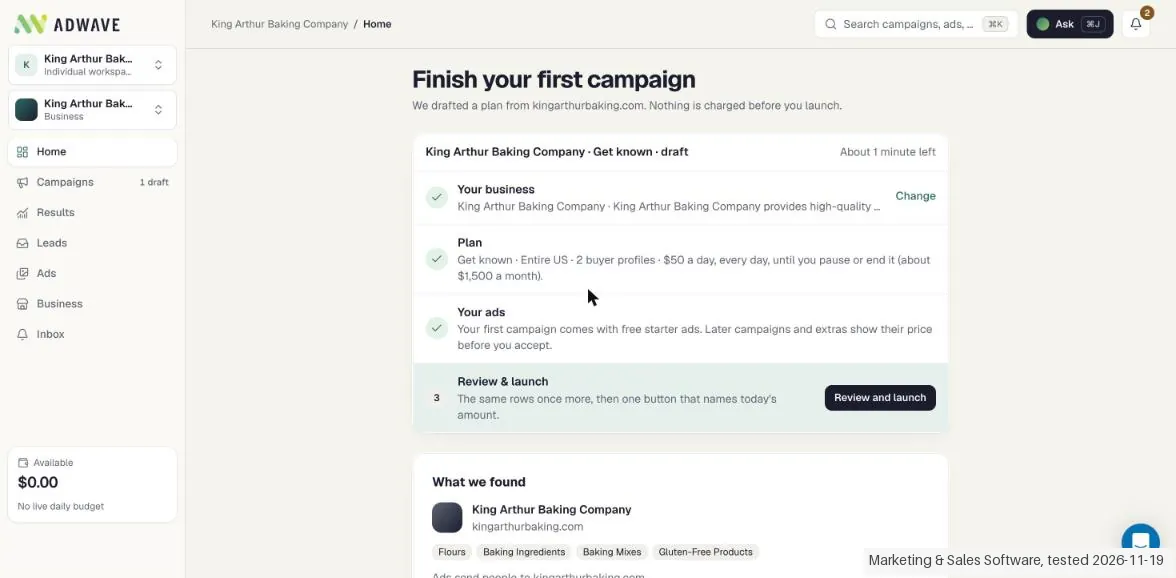 ADWAVE
K
King Arthur Bak...
Individual workspa...
King Arthur Bak...
Business
Home
Campaigns
1 draft
Results
Leads
Ads
Business
Inbox
Available
$0.00
No live daily budget
King Arthur Baking Company / Home
Search campaigns, ads, ...
⌘K
Ask
⌘J
2
Finish your first campaign
We drafted a plan from kingarthurbaking.com. Nothing is charged before you launch.
King Arthur Baking Company · Get known · draft
About 1 minute left
Your business
King Arthur Baking Company · King Arthur Baking Company provides high-quality ...
Change
Plan
Get known · Entire US · 2 buyer profiles · $50 a day, every day, until you pause or end it (about
$1,500 a month).
Your ads
Your first campaign comes with free starter ads. Later campaigns and extras show their price
before you accept.
3
Review & launch
The same rows once more, then one button that names today's
amount.
Review and launch
What we found
King Arthur Baking Company
kingarthurbaking.com
Flours
Baking Ingredients
Baking Mixes
Gluten-Free Products
Ads send people to kingarthurbaking.com
Marketing & Sales Software, tested 2026-11-19